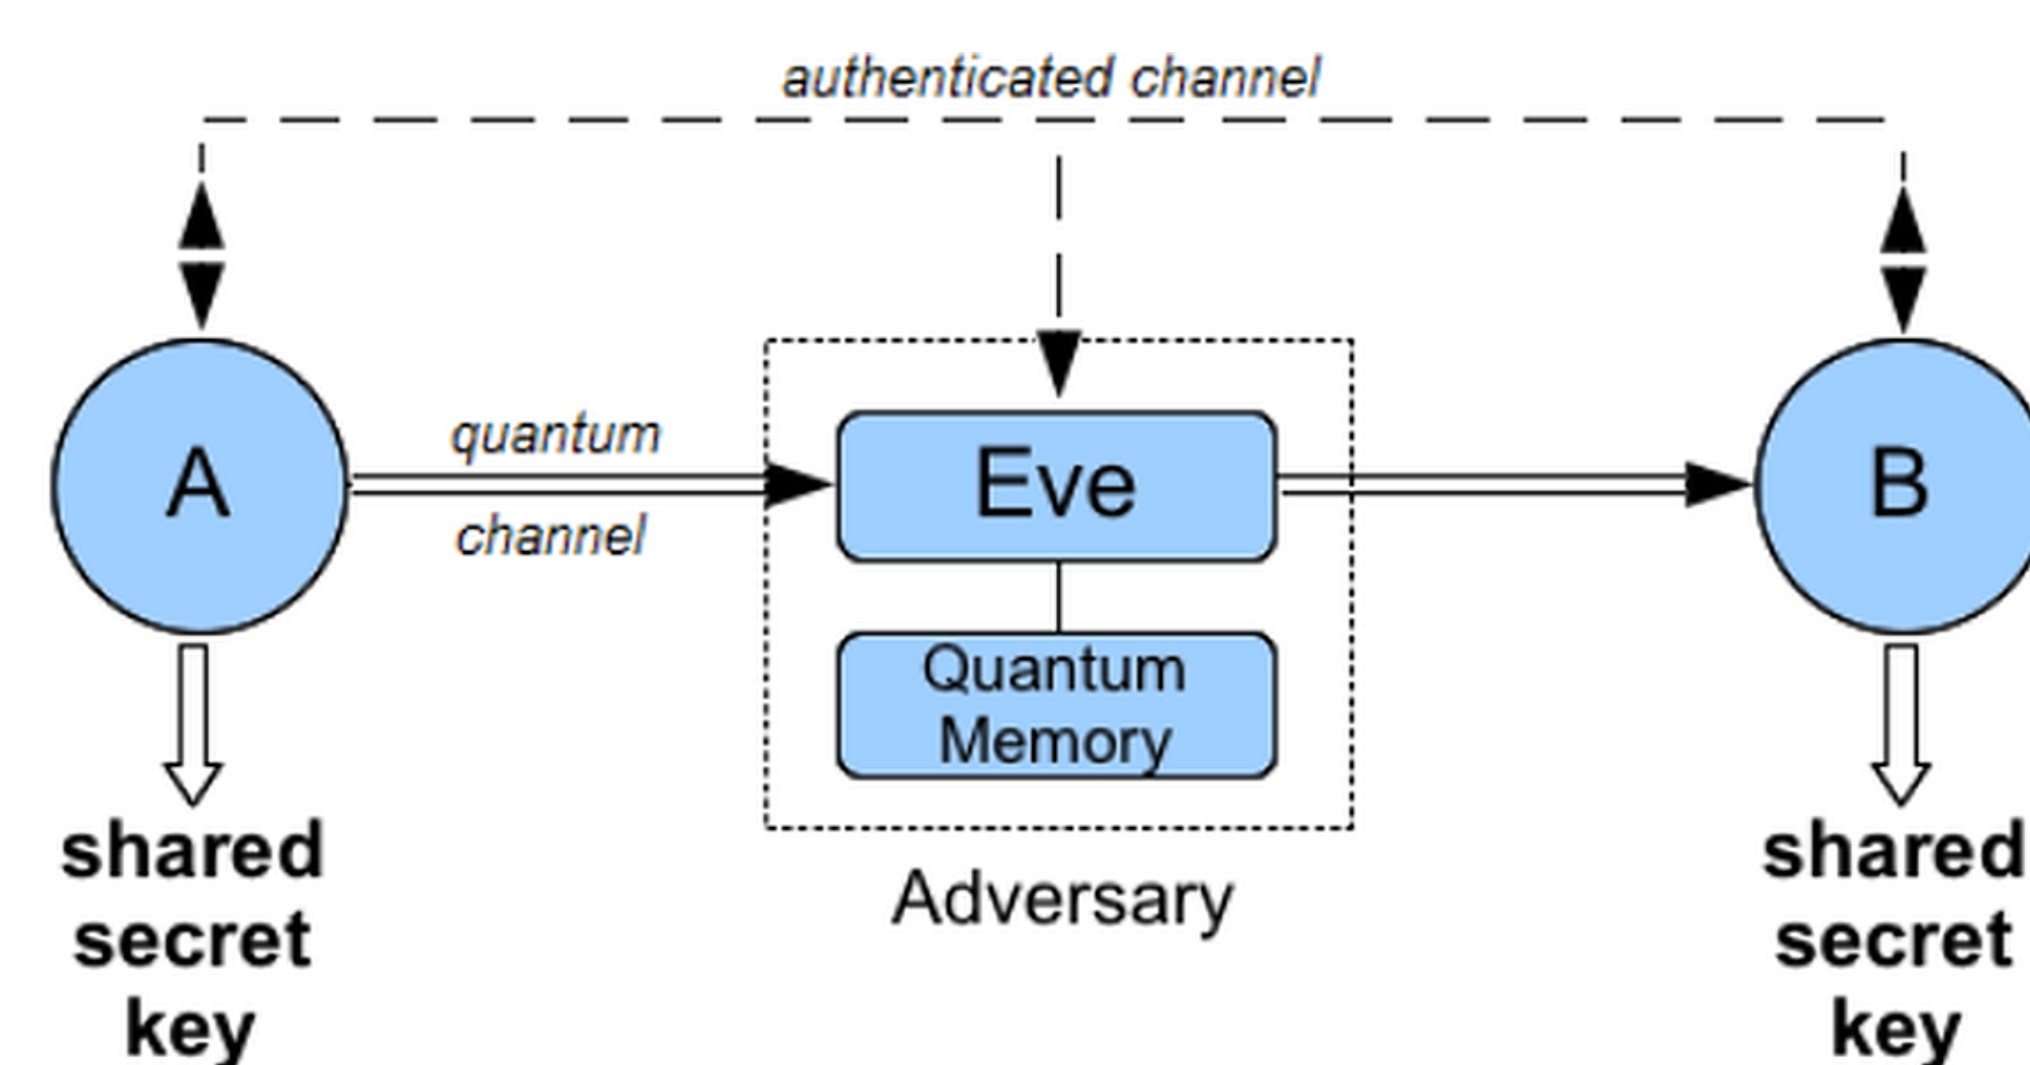 authenticated channel
quantum
channel
A
Eve
B
Quantum
Memory
Adversary
shared
secret
key
shared
secret
key